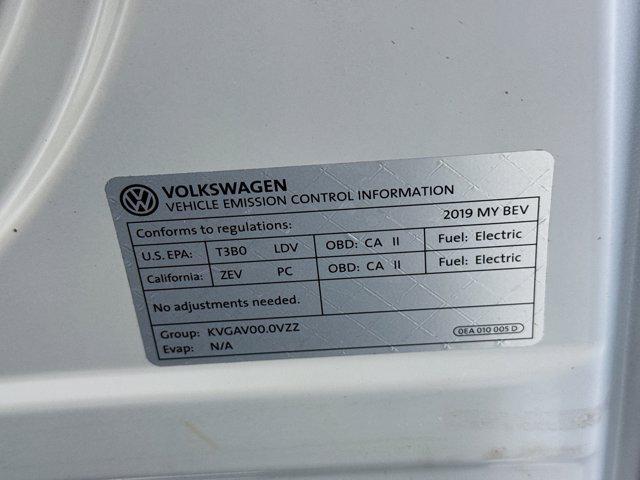 VOLKSWAGEN
VEHICLE EMISSION CONTROL INFORMATION
Conforms to regulations: 2019 MY BEV
U.S. EPA: T3B0 LDV OBD: CA II Fuel: Electric
California: ZEV PC OBD: CA II Fuel: Electric
No adjustments needed.
Group: KVGAV00.0VZZ 0EA 010 005 D
Evap: N/A